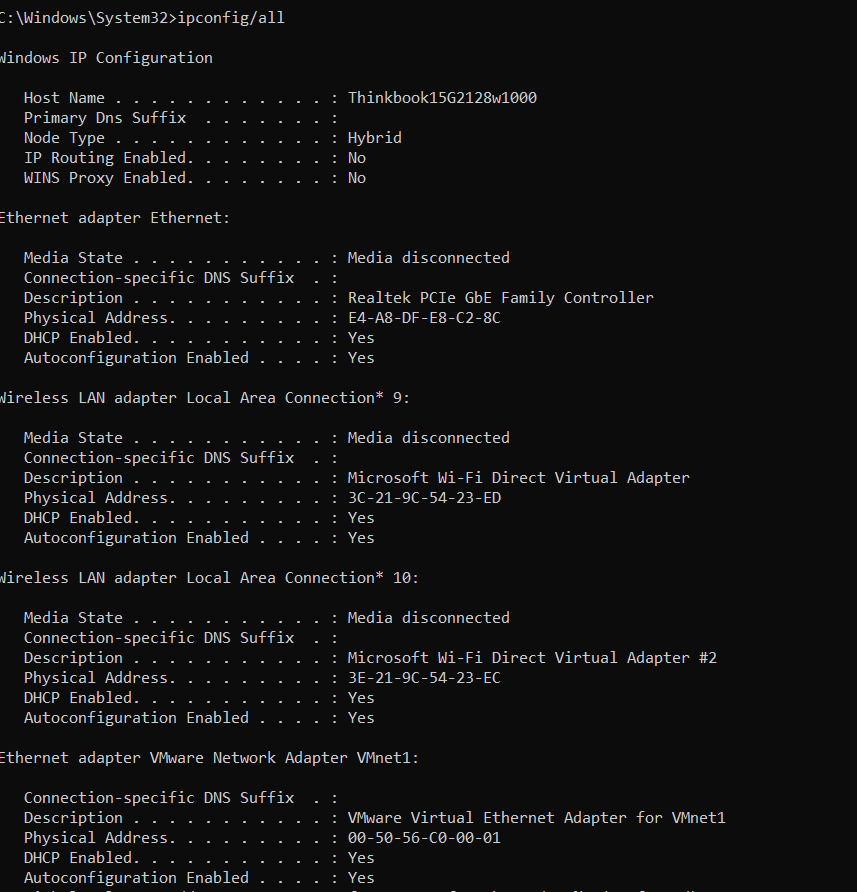 C:\Windows\System32>ipconfig/all
Windows IP Configuration
Host Name . . . . . . . . . . . . : Thinkbook15G2128w1000
Primary Dns Suffix  . . . . . . . :
Node Type . . . . . . . . . . . . : Hybrid
IP Routing Enabled. . . . . . . . : No
WINS Proxy Enabled. . . . . . . . : No
Ethernet adapter Ethernet:
Media State . . . . . . . . . . . : Media disconnected
Connection-specific DNS Suffix  . :
Description . . . . . . . . . . . : Realtek PCIe GbE Family Controller
Physical Address. . . . . . . . . : E4-A8-DF-E8-C2-8C
DHCP Enabled. . . . . . . . . . . : Yes
Autoconfiguration Enabled . . . . : Yes
Wireless LAN adapter Local Area Connection* 9:
Media State . . . . . . . . . . . : Media disconnected
Connection-specific DNS Suffix  . :
Description . . . . . . . . . . . : Microsoft Wi-Fi Direct Virtual Adapter
Physical Address. . . . . . . . . : 3C-21-9C-54-23-ED
DHCP Enabled. . . . . . . . . . . : Yes
Autoconfiguration Enabled . . . . : Yes
Wireless LAN adapter Local Area Connection* 10:
Media State . . . . . . . . . . . : Media disconnected
Connection-specific DNS Suffix  . :
Description . . . . . . . . . . . : Microsoft Wi-Fi Direct Virtual Adapter #2
Physical Address. . . . . . . . . : 3E-21-9C-54-23-EC
DHCP Enabled. . . . . . . . . . . : Yes
Autoconfiguration Enabled . . . . : Yes
Ethernet adapter VMware Network Adapter VMnet1:
Connection-specific DNS Suffix  . :
Description . . . . . . . . . . . : VMware Virtual Ethernet Adapter for VMnet1
Physical Address. . . . . . . . . : 00-50-56-C0-00-01
DHCP Enabled. . . . . . . . . . . : Yes
Autoconfiguration Enabled . . . . : Yes